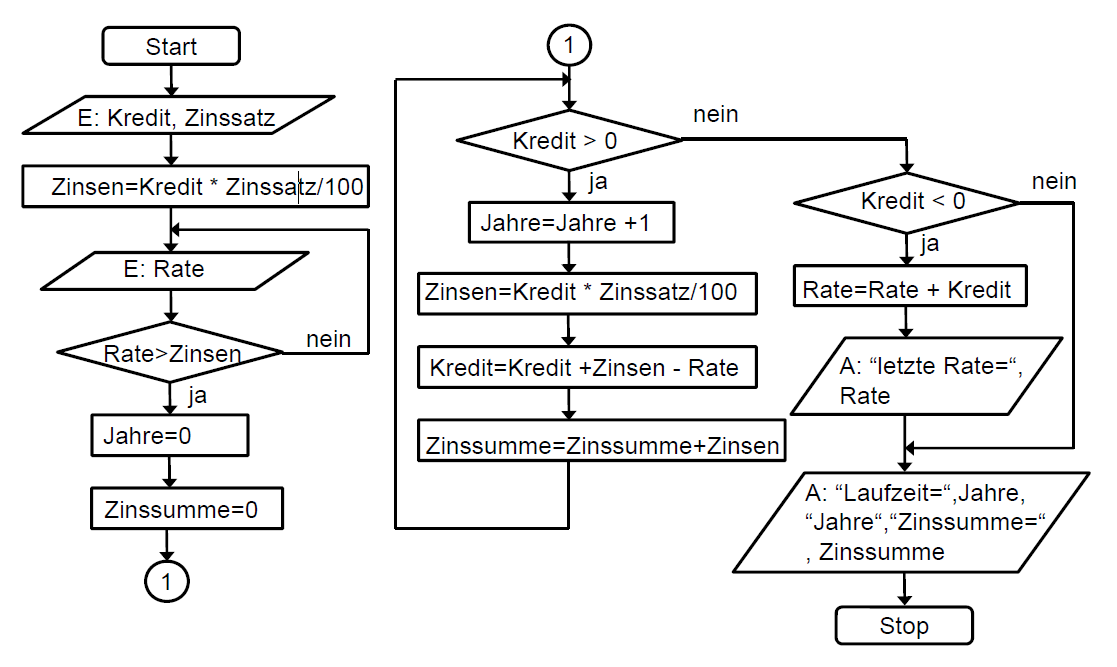 Start
E: Kredit, Zinssatz
Zinsen=Kredit * Zinssatz/100
E: Rate
Rate>Zinsen
nein
ja
Jahre=0
Zinssumme=0
1
1
Kredit > 0
nein
ja
Jahre=Jahre +1
Zinsen=Kredit * Zinssatz/100
Kredit=Kredit +Zinsen - Rate
Zinssumme=Zinssumme+Zinsen
Kredit < 0
nein
ja
Rate=Rate + Kredit
A: “letzte Rate=“,
Rate
A: “Laufzeit=“,Jahre,
“Jahre“,“Zinssumme=“
, Zinssumme
Stop